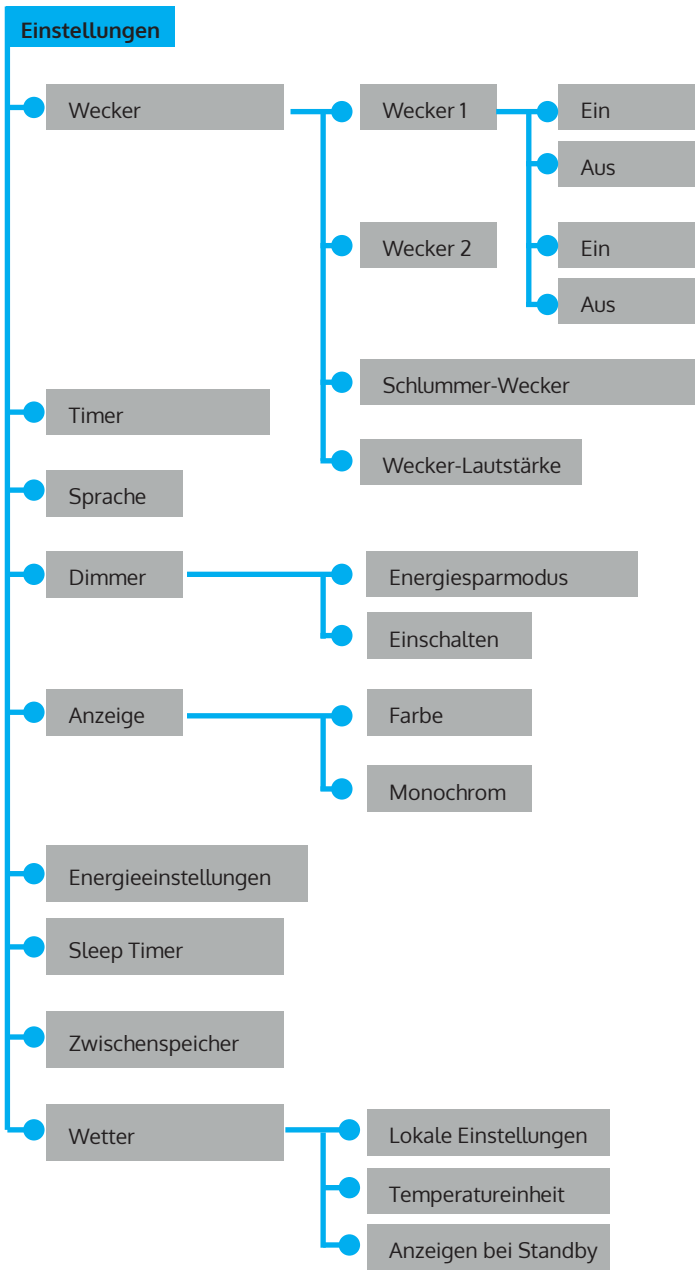 Einstellungen
Wecker
Wecker 1
Ein
Aus
Wecker 2
Ein
Aus
Schlummer-Wecker
Wecker-Lautstärke
Timer
Sprache
Dimmer
Energiesparmodus
Einschalten
Anzeige
Farbe
Monochrom
Energieeinstellungen
Sleep Timer
Zwischenspeicher
Wetter
Lokale Einstellungen
Temperatureinheit
Anzeigen bei Standby